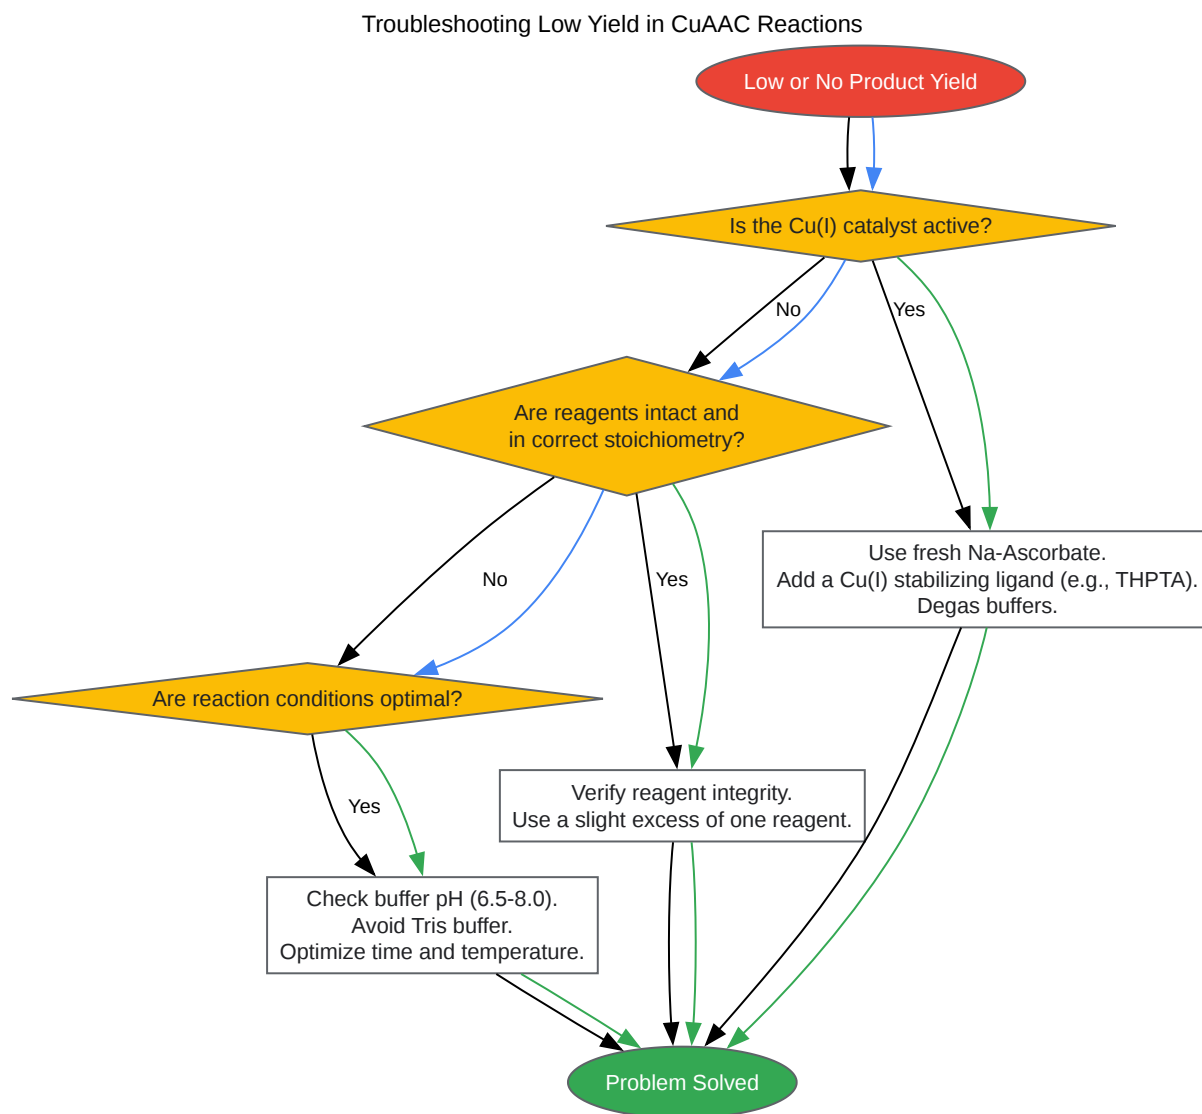 Troubleshooting Low Yield in CuAAC Reactions
Low or No Product Yield
Is the Cu(I) catalyst active?
No
Yes
Are reagents intact and
in correct stoichiometry?
Use fresh Na-Ascorbate.
Add a Cu(I) stabilizing ligand (e.g., THPTA).
Degas buffers.
No
Yes
Are reaction conditions optimal?
Verify reagent integrity.
Use a slight excess of one reagent.
Yes
Check buffer pH (6.5-8.0).
Avoid Tris buffer.
Optimize time and temperature.
Problem Solved